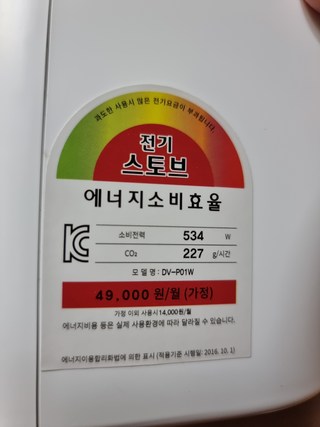 과도한 사용시 많은 전기요금이 부과됩니다.
전기
스토브
에너지소비효율
소비전력 534 W
CO₂ 227 g/시간
모 델 명 : DV-P01W
49,000 원/월 (가정)
가정 이외 사용시 14,000원/월
에너지비용 등은 실제 사용환경에 따라 달라질 수 있습니다.
에너지이용합리화법에 의한 표시 (적용기준 시행일: 2016. 10. 1)